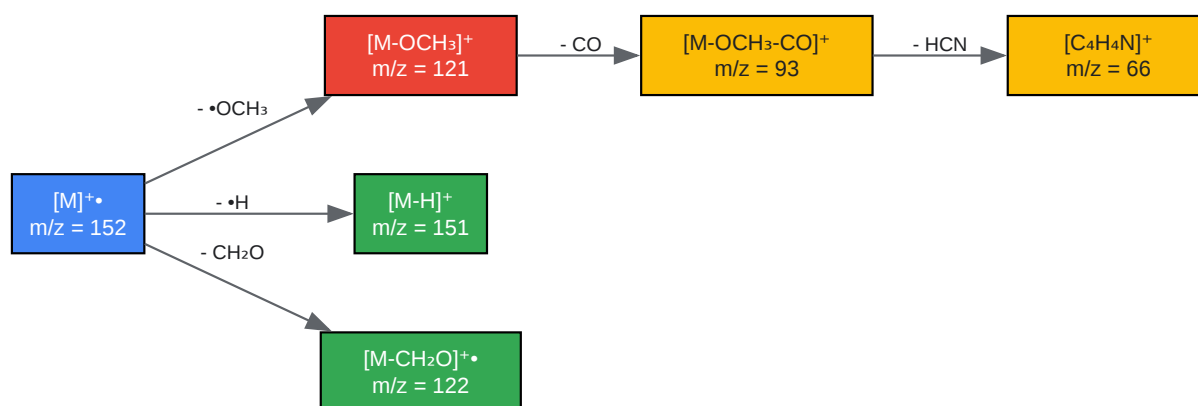 [M-OCH₃]⁺
m/z = 121
- CO
[M-OCH₃-CO]⁺
m/z = 93
- HCN
[C₄H₄N]⁺
m/z = 66
- •OCH₃
[M]⁺•
m/z = 152
- •H
[M-H]⁺
m/z = 151
- CH₂O
[M-CH₂O]⁺•
m/z = 122